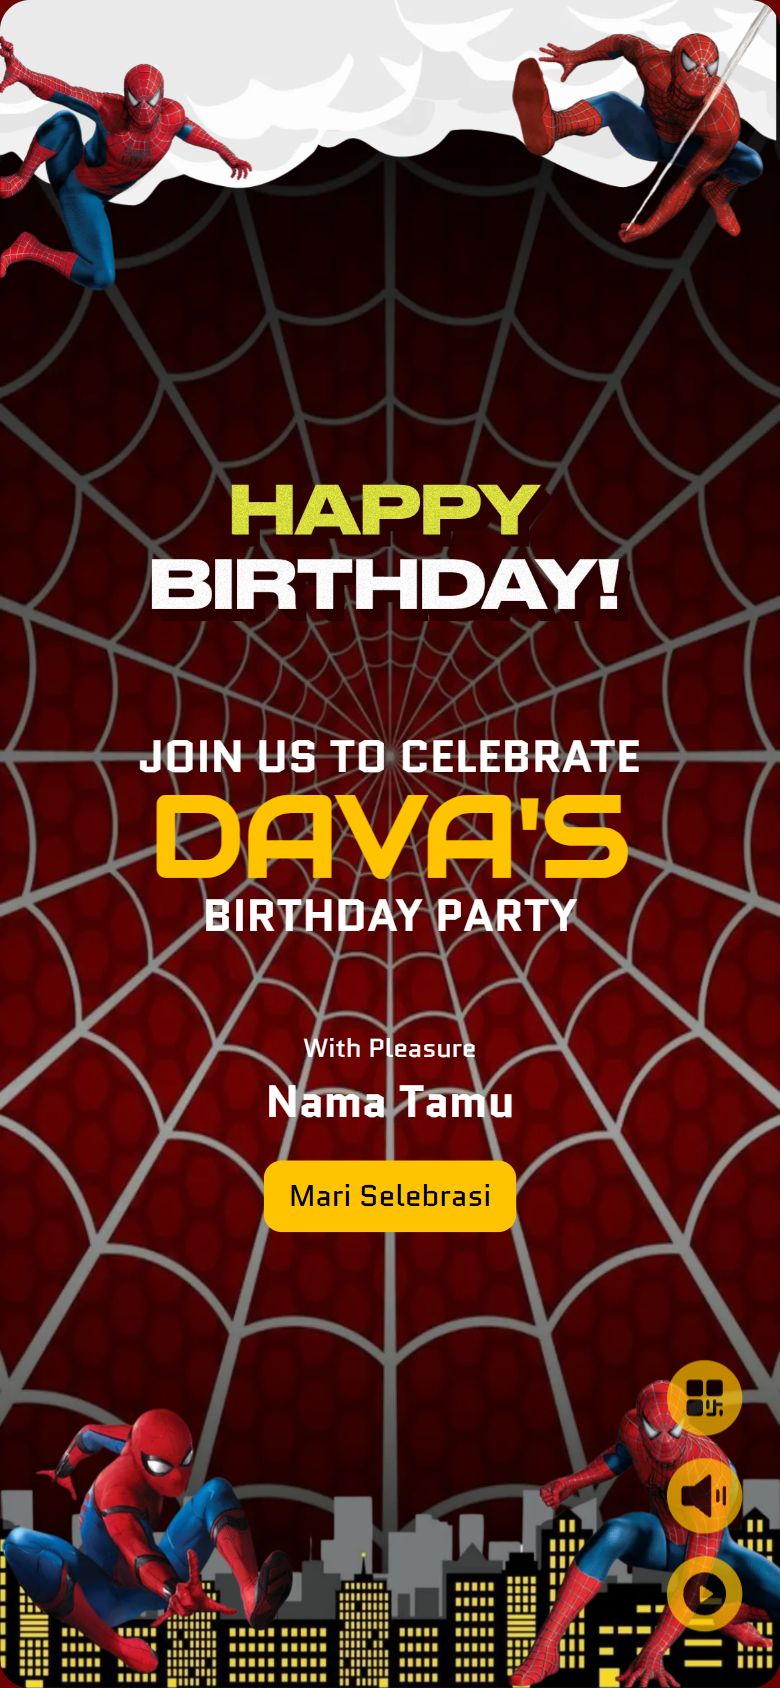 HAPPY
BIRTHDAY!
JOIN US TO CELEBRATE
DAVA'S
BIRTHDAY PARTY
With Pleasure
Nama Tamu
Mari Selebrasi